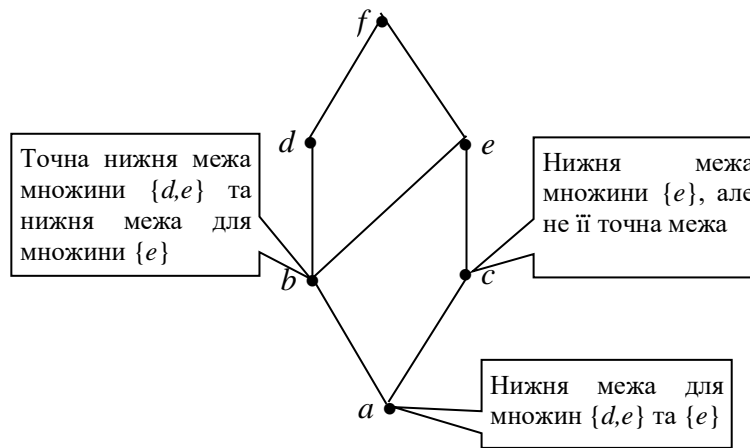 f
d
e
Точна нижня межа
множини {d,e} та
нижня межа для
множини {e}
Нижня межа
множини {e}, але
не її точна межа
b
c
a
Нижня межа для
множин {d,e} та {e}